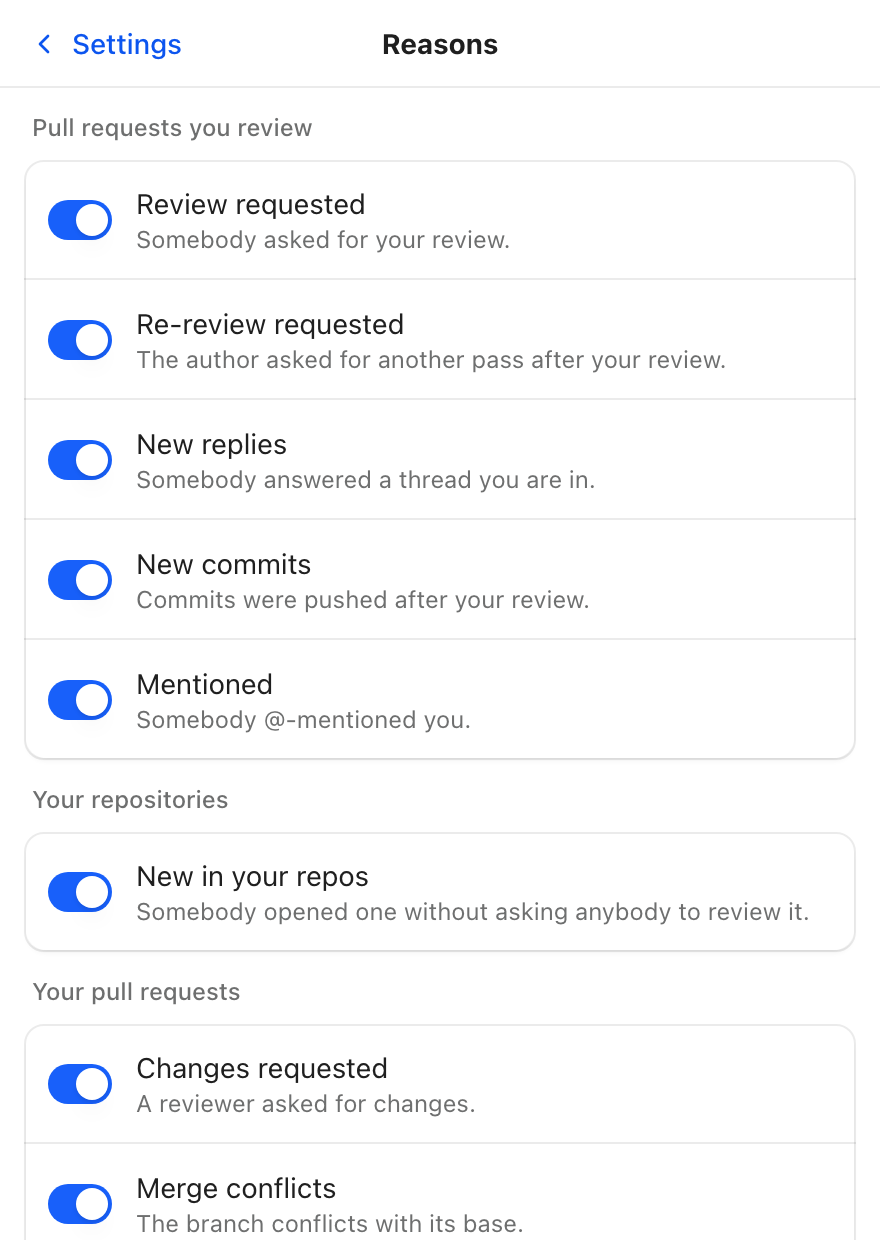 Settings
Reasons
Pull requests you review
Review requested
Somebody asked for your review.
Re-review requested
The author asked for another pass after your review.
New replies
Somebody answered a thread you are in.
New commits
Commits were pushed after your review.
Mentioned
Somebody @-mentioned you.
Your repositories
New in your repos
Somebody opened one without asking anybody to review it.
Your pull requests
Changes requested
A reviewer asked for changes.
Merge conflicts
The branch conflicts with its base.